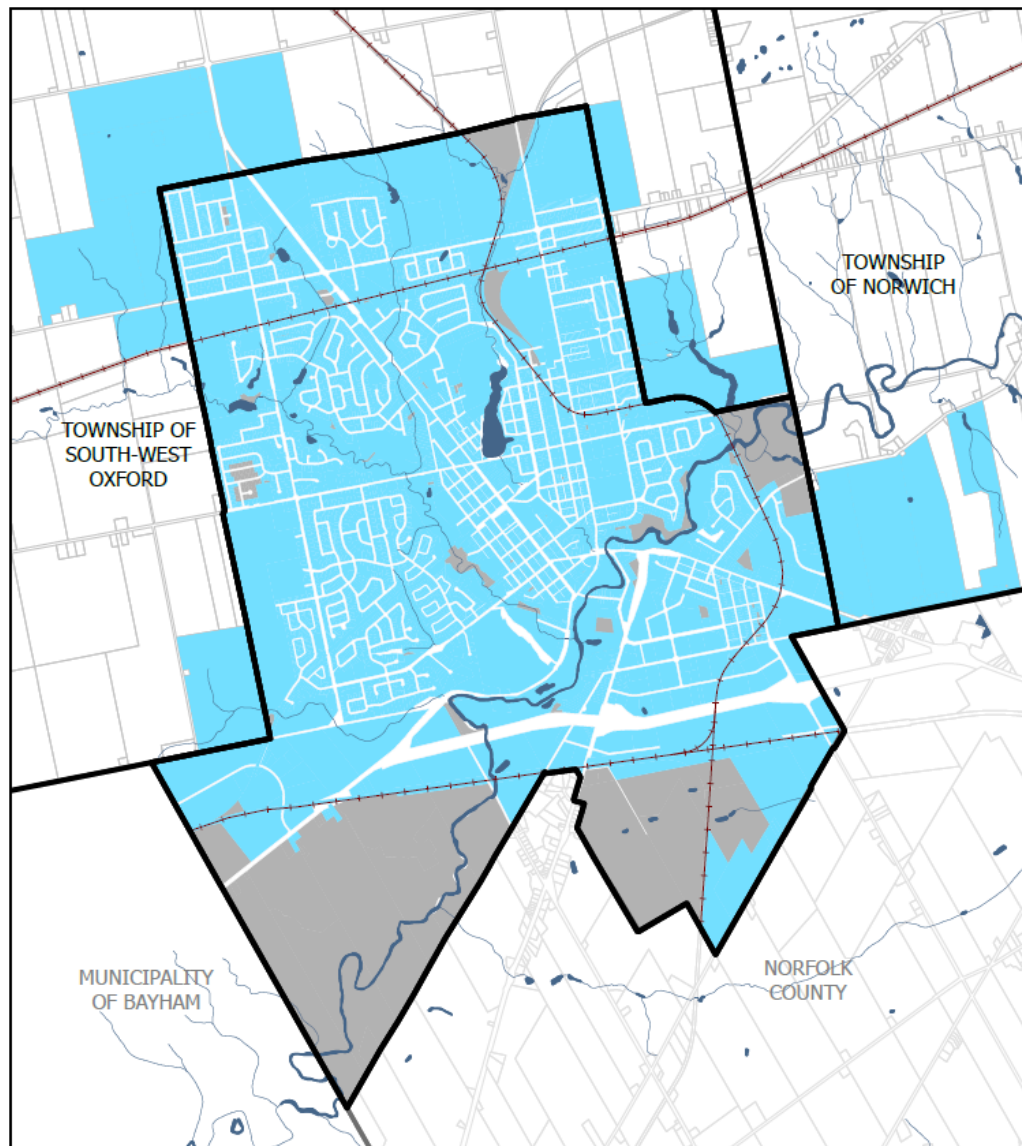 TOWNSHIP
OF NORWICH
TOWNSHIP OF
SOUTH-WEST
OXFORD
MUNICIPALITY
OF BAYHAM
NORFOLK
COUNTY